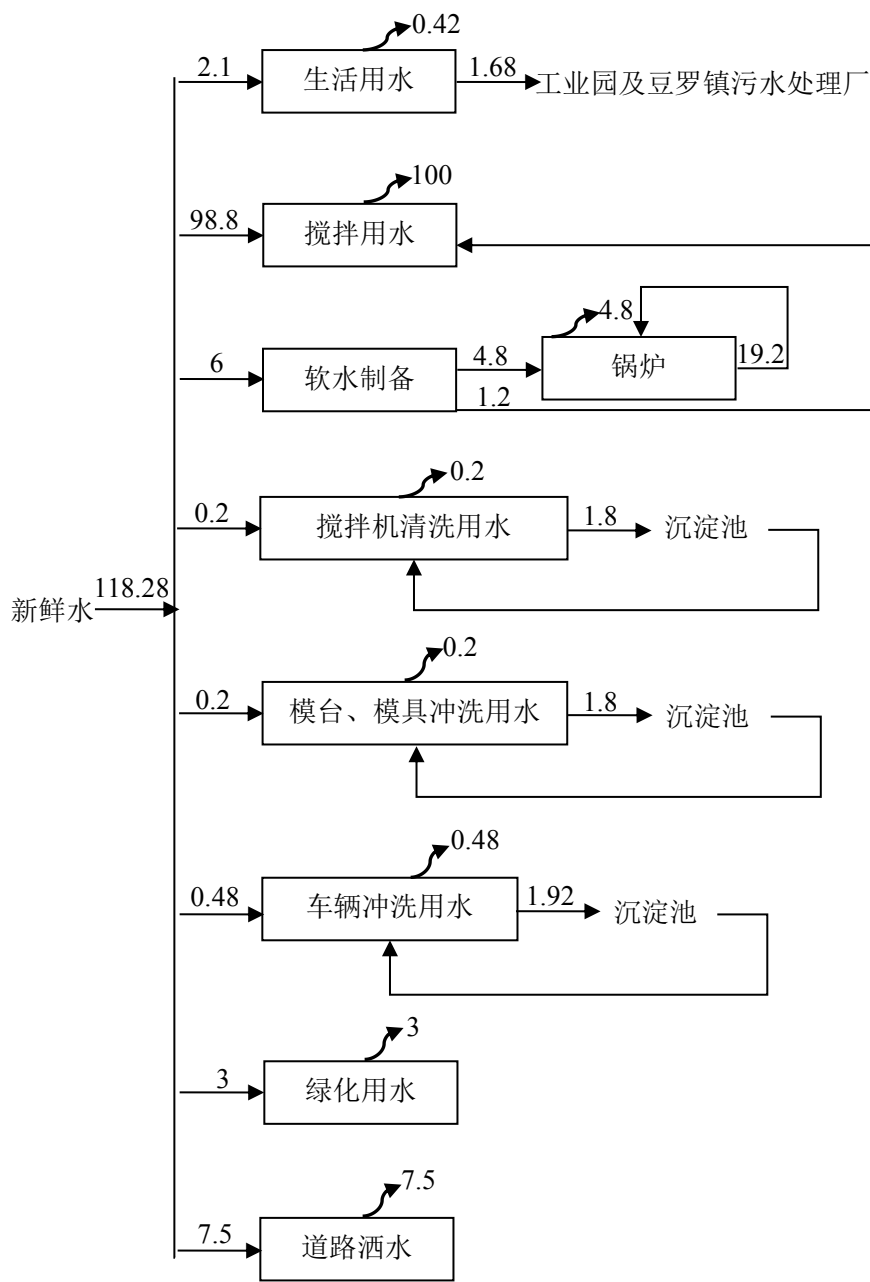 0.42
2.1
生活用水
1.68
工业园及豆罗镇污水处理厂
100
98.8
搅拌用水
4.8
6
软水制备
4.8
锅炉
19.2
1.2
0.2
0.2
搅拌机清洗用水
1.8
沉淀池
新鲜水
118.28
0.2
0.2
模台、模具冲洗用水
1.8
沉淀池
0.48
0.48
车辆冲洗用水
1.92
沉淀池
3
3
绿化用水
7.5
7.5
道路洒水